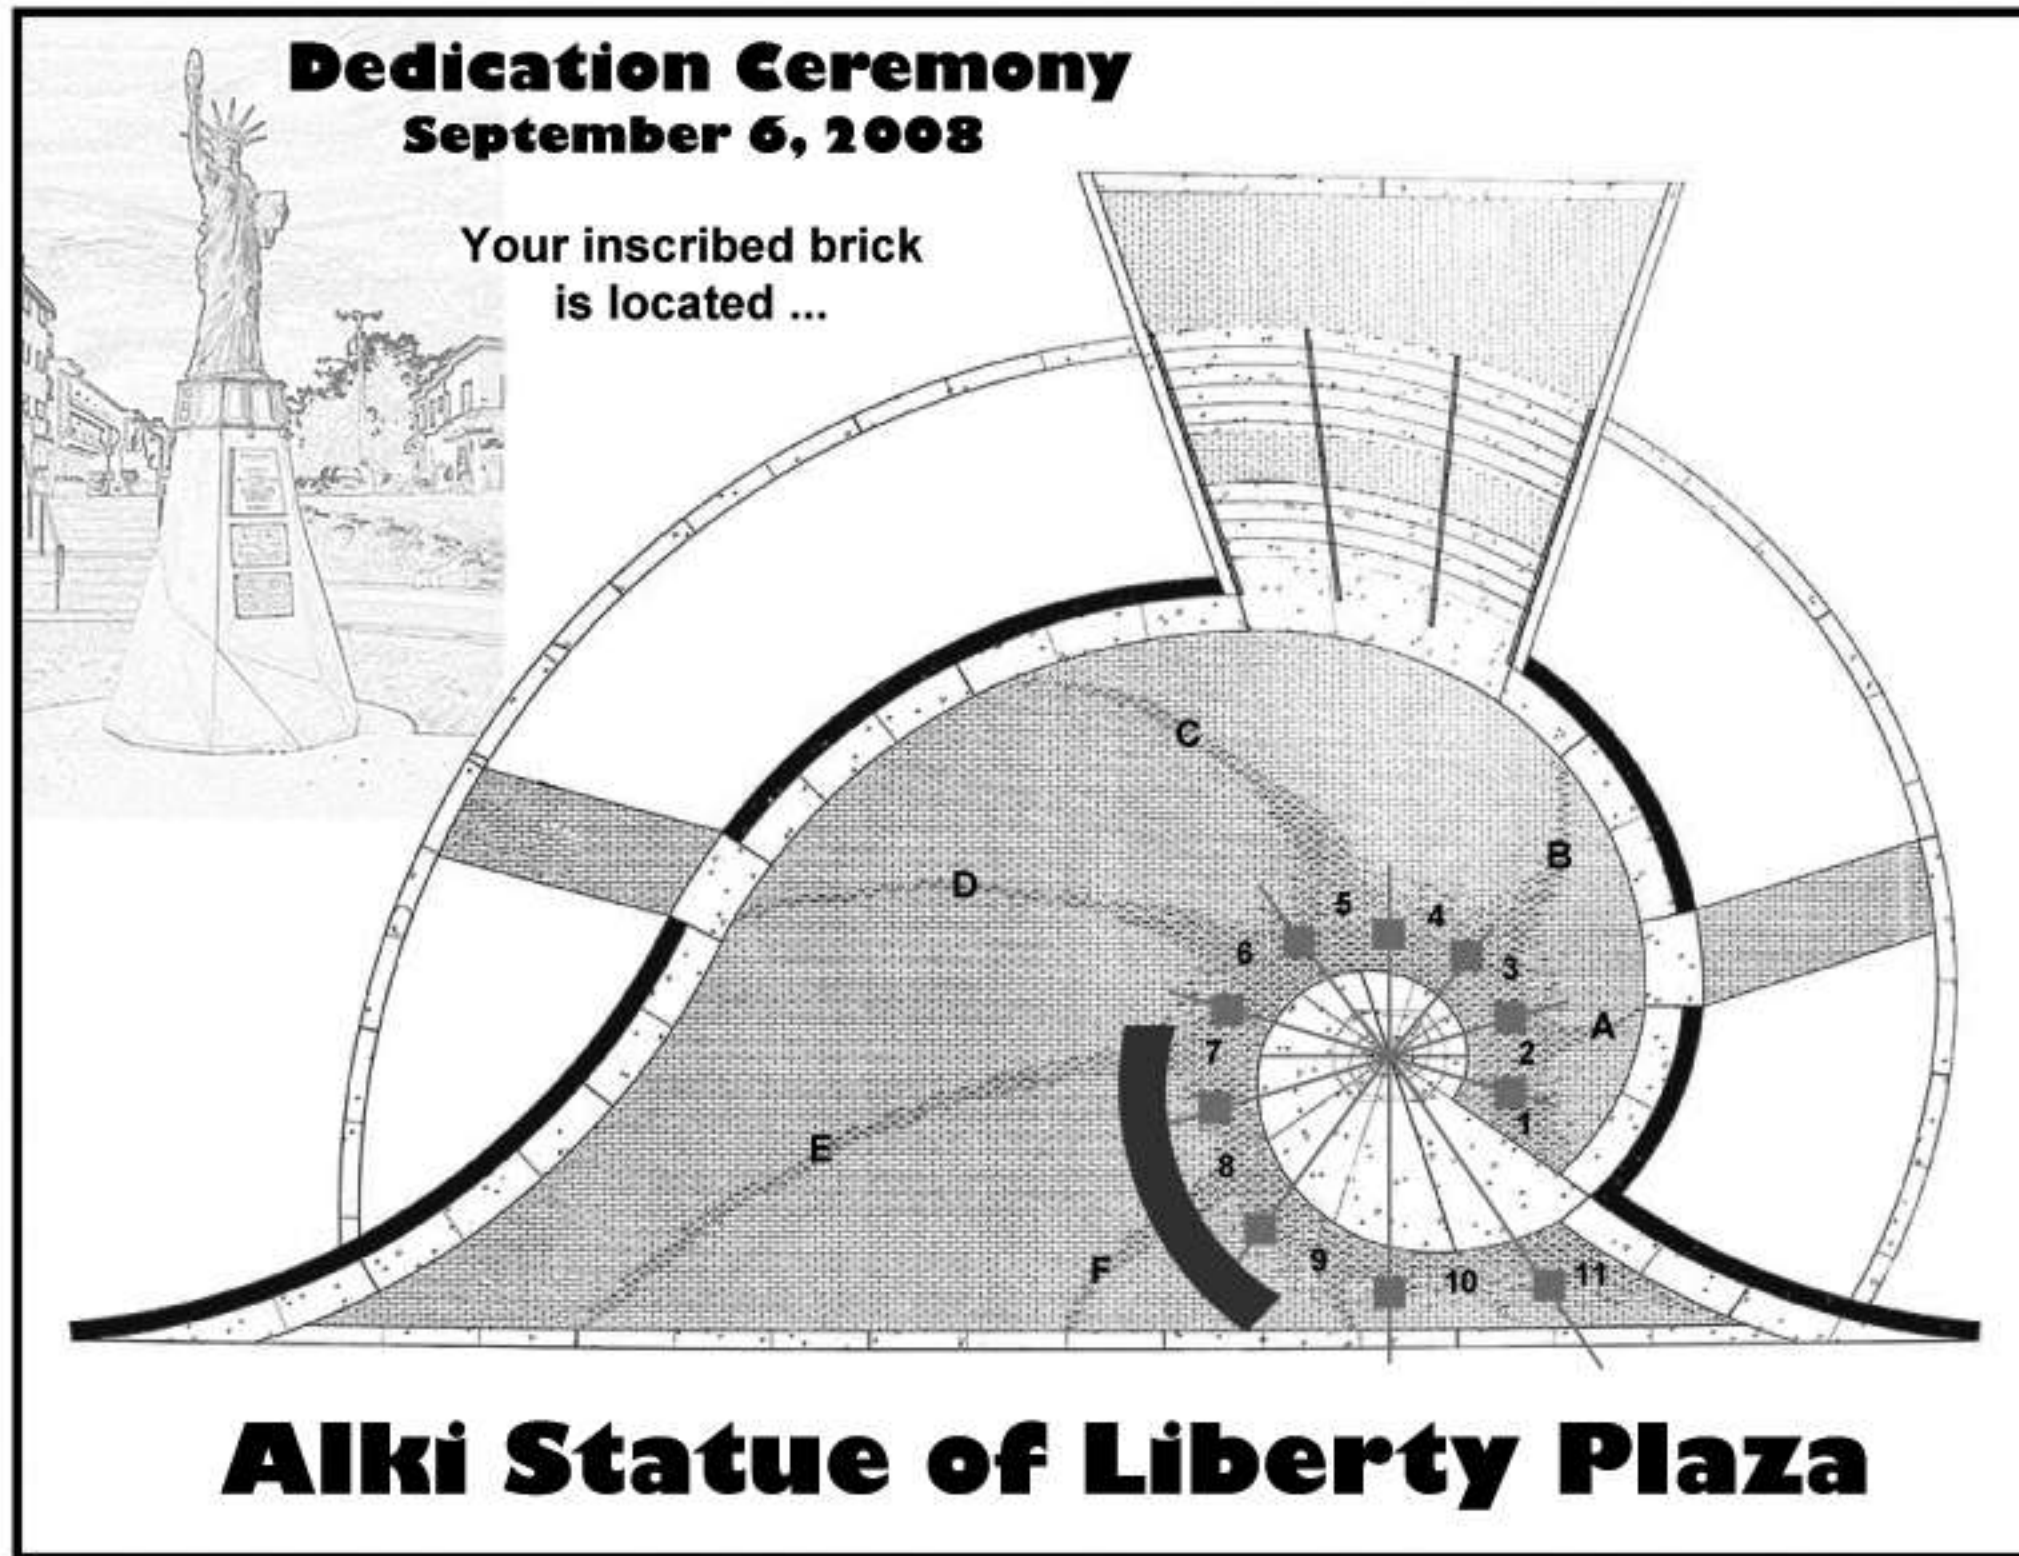 Dedication Ceremony
September 6, 2008
Your inscribed brick
is located ...
C
B
D
5
4
6
3
A
7
2
1
E
8
F
9
10
11
Alki Statue of Liberty Plaza